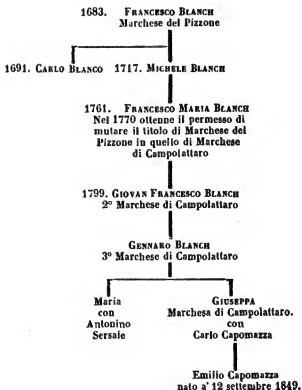 1683. FRANCESCO BLANCH
Marchese del Pizzone
1691. CARLO BLANCO 1717. MICHELE BLANCH
1761. FRANCESCO MARIA BLANCH
Nel 1770 ottenne il permesso di
mutare il titolo di Marchese del
Pizzone in quello di Marchese
di Campolattaro
1799. GIOVAN FRANCESCO BLANCH
2º Marchese di Campolattaro
GENNARO BLANCH
3º Marchese di Campolattaro
Maria
con
Antonino
Sersale
GIUSEPPA
Marchesa di Campolattaro.
con
Carlo Capomazza
Emilio Capomazza
nato a' 12 settembre 1849.